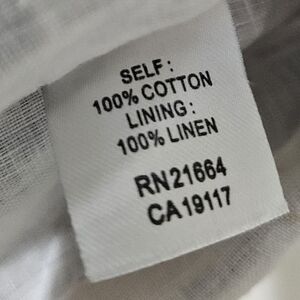 SELF:
100% COTTON
LINING:
100% LINEN
RN21664
CA19117